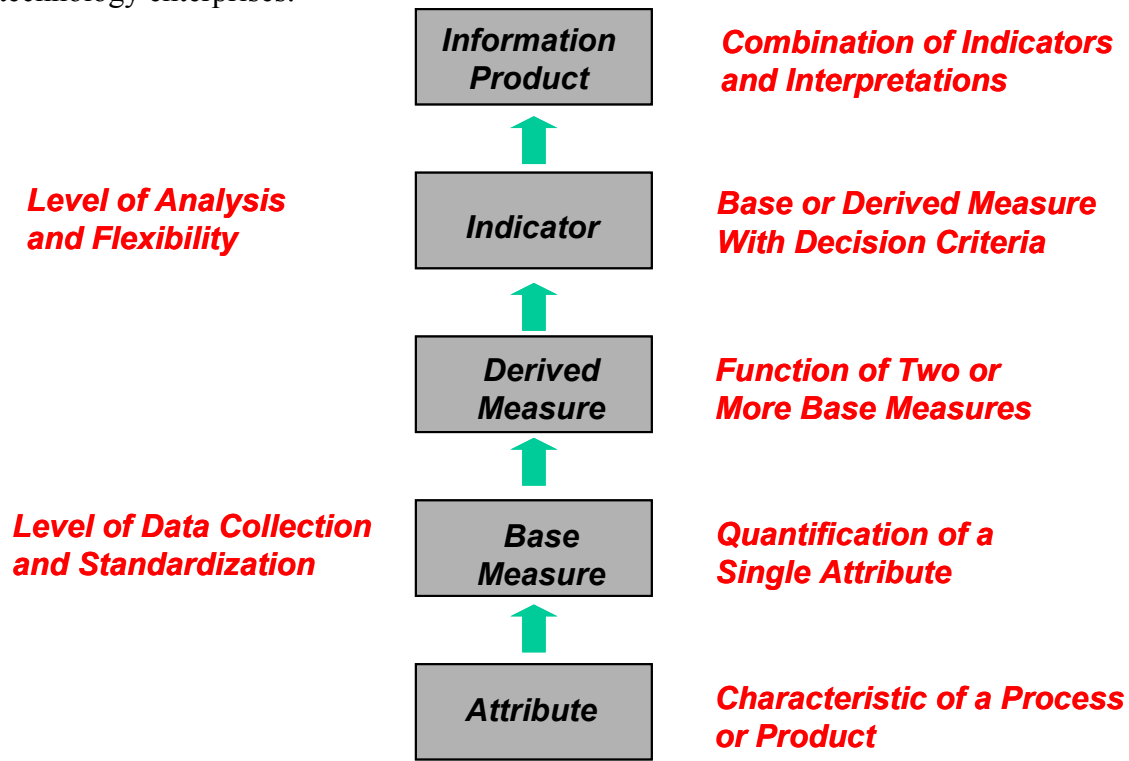 technology enterprises.
Information
Product
Combination of Indicators
and Interpretations
Level of Analysis
and Flexibility
Indicator
Base or Derived Measure
With Decision Criteria
Derived
Measure
Function of Two or
More Base Measures
Level of Data Collection
and Standardization
Base
Measure
Quantification of a
Single Attribute
Attribute
Characteristic of a Process
or Product